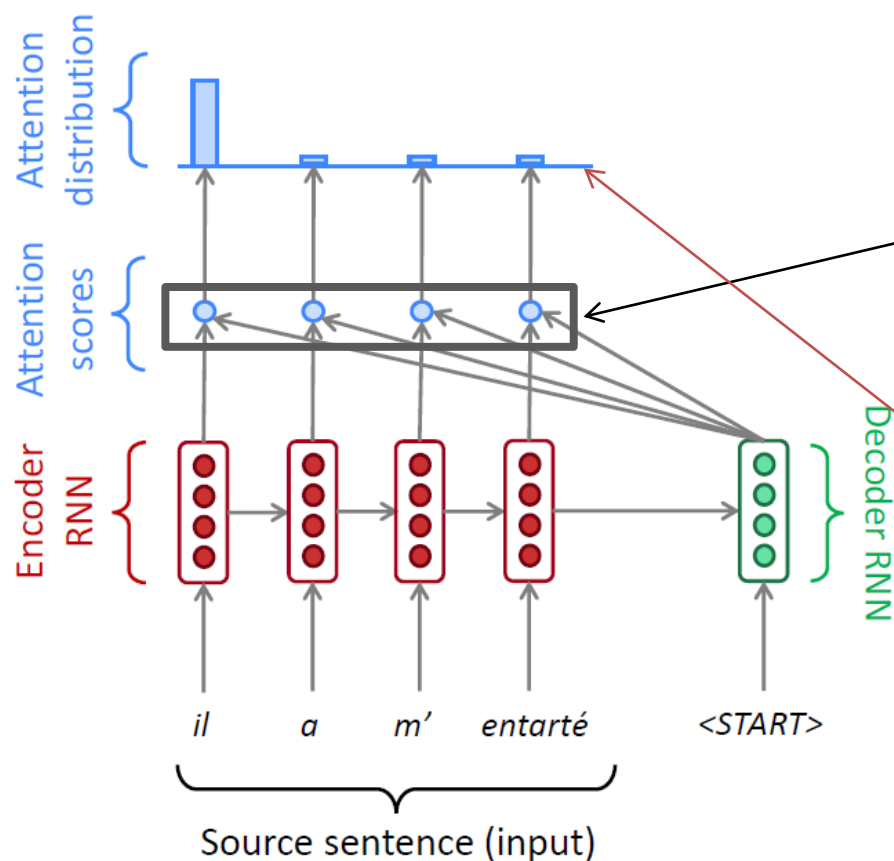 Attention
distribution
Attention
scores
Encoder
RNN
Decoder RNN
il a m' entarté <START>
Source sentence (input)